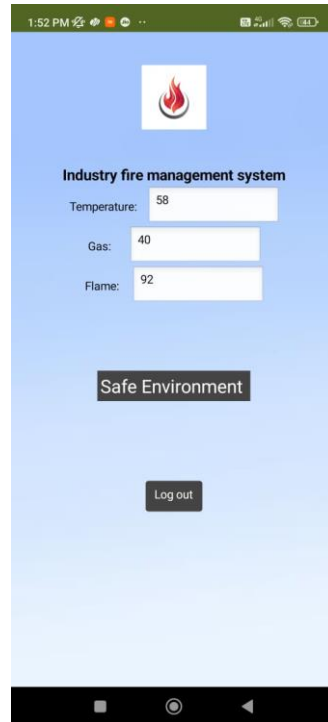 1:52 PM
Industry fire management system
Temperature: 58
Gas: 40
Flame: 92
Safe Environment
Log out